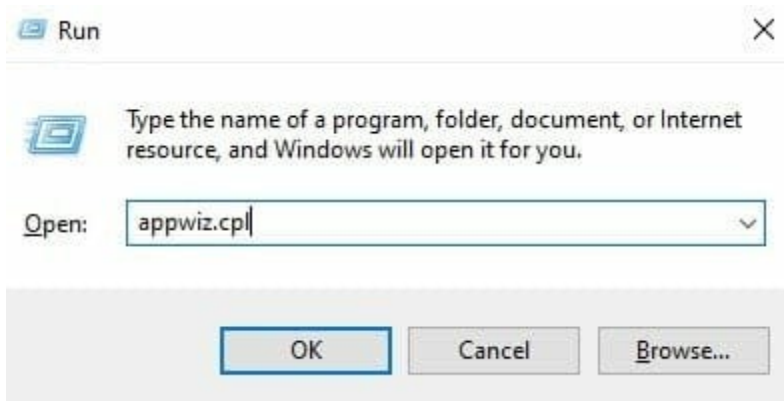 Run
Type the name of a program, folder, document, or Internet
resource, and Windows will open it for you.
Open: appwiz.cpl
OK Cancel Browse...